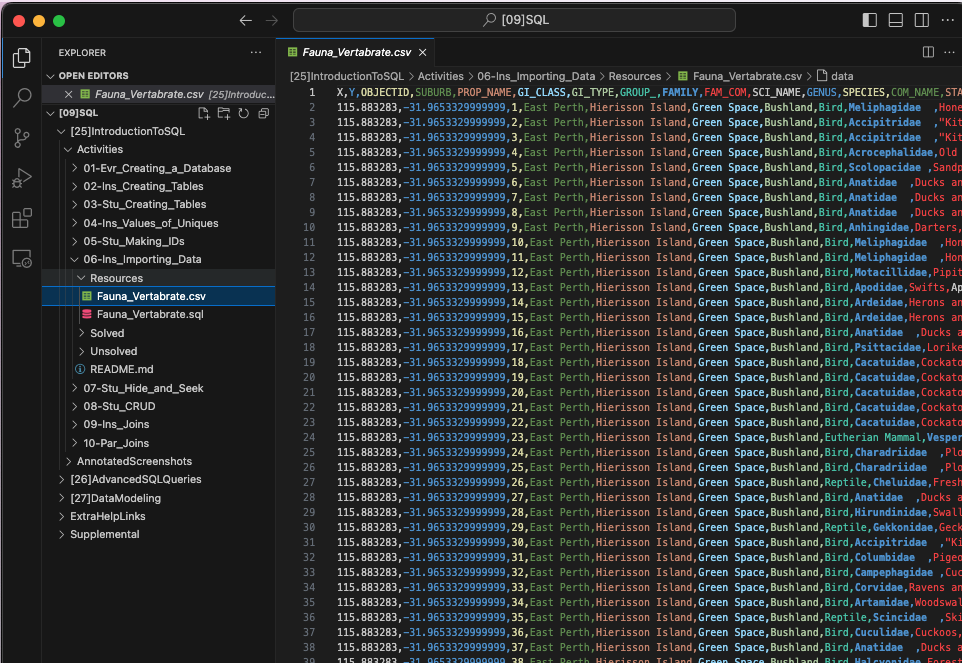 [09]SQL
EXPLORER
OPEN EDITORS
Fauna_Vertabrate.csv [25]Introduc...
[09]SQL
[25]IntroductionToSQL
Activities
01-Evr_Creating_a_Database
02-Ins_Creating_Tables
03-Stu_Creating_Tables
04-Ins_Values_of_Uniques
05-Stu_Making_IDs
06-Ins_Importing_Data
Resources
Fauna_Vertabrate.csv
Fauna_Vertabrate.sql
Solved
Unsolved
README.md
07-Stu_Hide_and_Seek
08-Stu_CRUD
09-Ins_Joins
10-Par_Joins
AnnotatedScreenshots
[26]AdvancedSQLQueries
[27]DataModeling
ExtraHelpLinks
Supplemental
Fauna_Vertabrate.csv
[25]IntroductionToSQL > Activities > 06-Ins_Importing_Data > Resources > Fauna_Vertabrate.csv > data
1 X,Y,OBJECTID,SUBURB,PROP_NAME,GI_CLASS,GI_TYPE,GROUP_,FAMILY,FAM_COM,SCI_NAME,GENUS,SPECIES,COM_NAME,STA
2 115.883283,-31.9653329999999,1,East Perth,Hierisson Island,Green Space,Bushland,Bird,Meliphagidae ,Hone
3 115.883283,-31.9653329999999,2,East Perth,Hierisson Island,Green Space,Bushland,Bird,Accipitridae ,"Kit
4 115.883283,-31.9653329999999,3,East Perth,Hierisson Island,Green Space,Bushland,Bird,Accipitridae ,"Kit
5 115.883283,-31.9653329999999,4,East Perth,Hierisson Island,Green Space,Bushland,Bird,Acrocephalidae,Old
6 115.883283,-31.9653329999999,5,East Perth,Hierisson Island,Green Space,Bushland,Bird,Scolopacidae ,Sandp
7 115.883283,-31.9653329999999,6,East Perth,Hierisson Island,Green Space,Bushland,Bird,Anatidae ,Ducks an
8 115.883283,-31.9653329999999,7,East Perth,Hierisson Island,Green Space,Bushland,Bird,Anatidae ,Ducks an
9 115.883283,-31.9653329999999,8,East Perth,Hierisson Island,Green Space,Bushland,Bird,Anatidae ,Ducks an
10 115.883283,-31.9653329999999,9,East Perth,Hierisson Island,Green Space,Bushland,Bird,Anhingidae,Darters,
11 115.883283,-31.9653329999999,10,East Perth,Hierisson Island,Green Space,Bushland,Bird,Meliphagidae ,Hon
12 115.883283,-31.9653329999999,11,East Perth,Hierisson Island,Green Space,Bushland,Bird,Meliphagidae ,Hon
13 115.883283,-31.9653329999999,12,East Perth,Hierisson Island,Green Space,Bushland,Bird,Motacillidae,Pipit
14 115.883283,-31.9653329999999,13,East Perth,Hierisson Island,Green Space,Bushland,Bird,Apodidae,Swifts,Ap
15 115.883283,-31.9653329999999,14,East Perth,Hierisson Island,Green Space,Bushland,Bird,Ardeidae,Herons an
16 115.883283,-31.9653329999999,15,East Perth,Hierisson Island,Green Space,Bushland,Bird,Ardeidae,Herons an
17 115.883283,-31.9653329999999,16,East Perth,Hierisson Island,Green Space,Bushland,Bird,Anatidae ,Ducks a
18 115.883283,-31.9653329999999,17,East Perth,Hierisson Island,Green Space,Bushland,Bird,Psittacidae,Lorike
19 115.883283,-31.9653329999999,18,East Perth,Hierisson Island,Green Space,Bushland,Bird,Cacatuidae,Cockato
20 115.883283,-31.9653329999999,19,East Perth,Hierisson Island,Green Space,Bushland,Bird,Cacatuidae,Cockato
21 115.883283,-31.9653329999999,20,East Perth,Hierisson Island,Green Space,Bushland,Bird,Cacatuidae,Cockato
22 115.883283,-31.9653329999999,21,East Perth,Hierisson Island,Green Space,Bushland,Bird,Cacatuidae,Cockato
23 115.883283,-31.9653329999999,22,East Perth,Hierisson Island,Green Space,Bushland,Bird,Cacatuidae,Cockato
24 115.883283,-31.9653329999999,23,East Perth,Hierisson Island,Green Space,Bushland,Eutherian Mammal,Vesper
25 115.883283,-31.9653329999999,24,East Perth,Hierisson Island,Green Space,Bushland,Bird,Charadriidae ,Plo
26 115.883283,-31.9653329999999,25,East Perth,Hierisson Island,Green Space,Bushland,Bird,Charadriidae ,Plo
27 115.883283,-31.9653329999999,26,East Perth,Hierisson Island,Green Space,Bushland,Reptile,Cheluidae,Fresh
28 115.883283,-31.9653329999999,27,East Perth,Hierisson Island,Green Space,Bushland,Bird,Anatidae ,Ducks a
29 115.883283,-31.9653329999999,28,East Perth,Hierisson Island,Green Space,Bushland,Bird,Hirundinidae,Swall
30 115.883283,-31.9653329999999,29,East Perth,Hierisson Island,Green Space,Bushland,Reptile,Gekkonidae,Geck
31 115.883283,-31.9653329999999,30,East Perth,Hierisson Island,Green Space,Bushland,Bird,Accipitridae ,"Ki
32 115.883283,-31.9653329999999,31,East Perth,Hierisson Island,Green Space,Bushland,Bird,Columbidae ,Pigeo
33 115.883283,-31.9653329999999,32,East Perth,Hierisson Island,Green Space,Bushland,Bird,Campephagidae ,Cuc
34 115.883283,-31.9653329999999,33,East Perth,Hierisson Island,Green Space,Bushland,Bird,Corvidae,Ravens an
35 115.883283,-31.9653329999999,34,East Perth,Hierisson Island,Green Space,Bushland,Bird,Artamidae,Woodswal
36 115.883283,-31.9653329999999,35,East Perth,Hierisson Island,Green Space,Bushland,Reptile,Scincidae ,Ski
37 115.883283,-31.9653329999999,36,East Perth,Hierisson Island,Green Space,Bushland,Bird,Cuculidae,Cuckoos,
38 115.883283,-31.9653329999999,37,East Perth,Hierisson Island,Green Space,Bushland,Bird,Anatidae ,Ducks a
39 115.883283,-31.9653329999999,38,East Perth,Hierisson Island,Green Space,Bushland,Bird,Halcyonidae,Forest